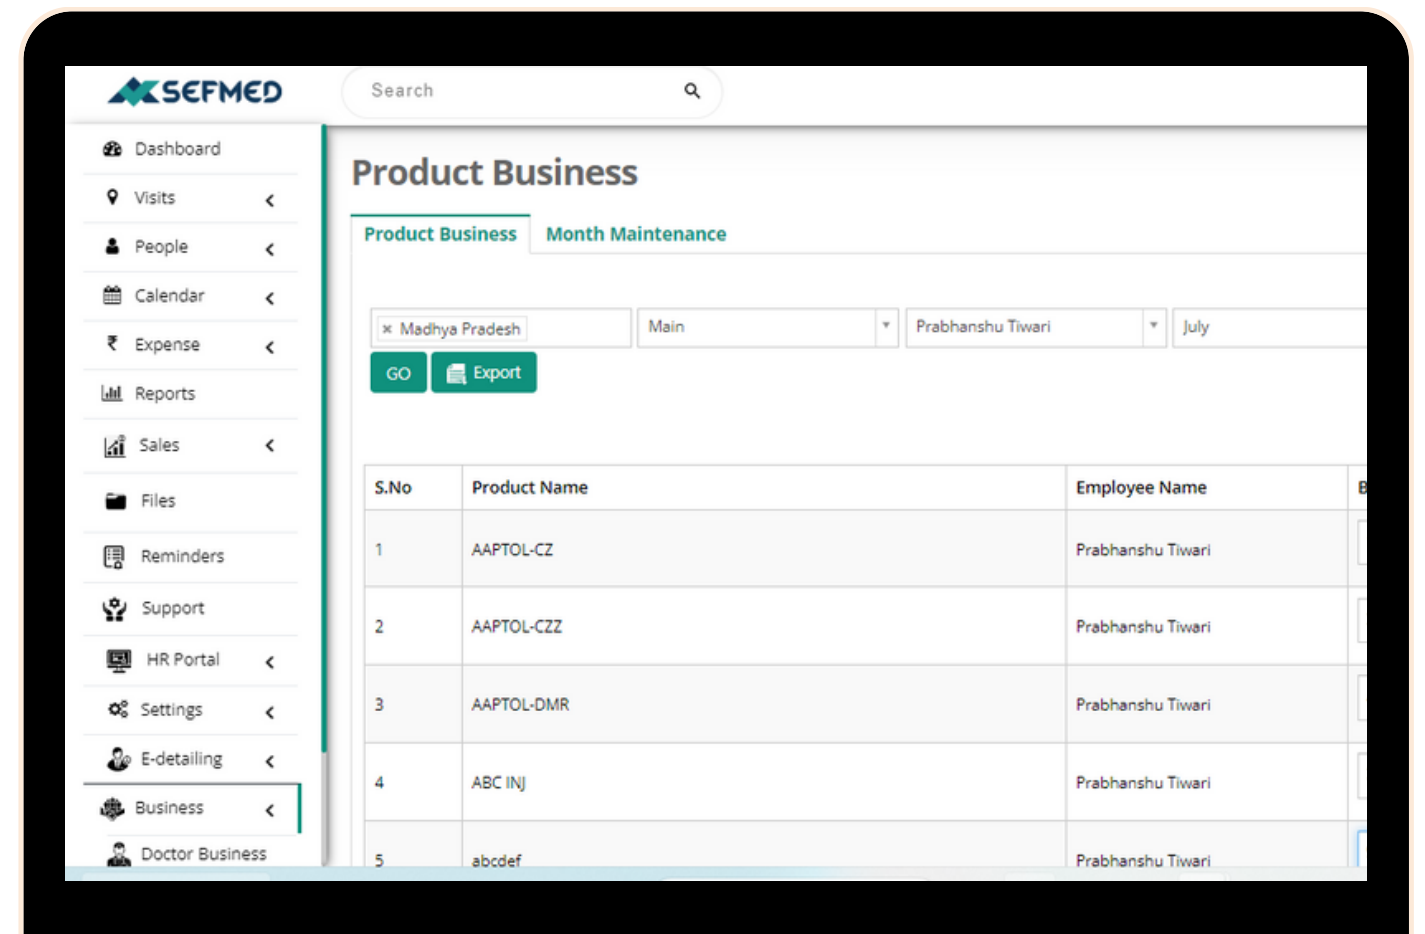 SEFMED
Search
Dashboard
Visits
People
Calendar
Expense
Reports
Sales
Files
Reminders
Support
HR Portal
Settings
E-detailing
Business
Doctor Business
Product Business
Product Business Month Maintenance
× Madhya Pradesh Main Prabhanshu Tiwari July
GO Export
S.No Product Name Employee Name B
1 AAPTOL-CZ Prabhanshu Tiwari
2 AAPTOL-CZZ Prabhanshu Tiwari
3 AAPTOL-DMR Prabhanshu Tiwari
4 ABC INJ Prabhanshu Tiwari
5 abcdef Prabhanshu Tiwari